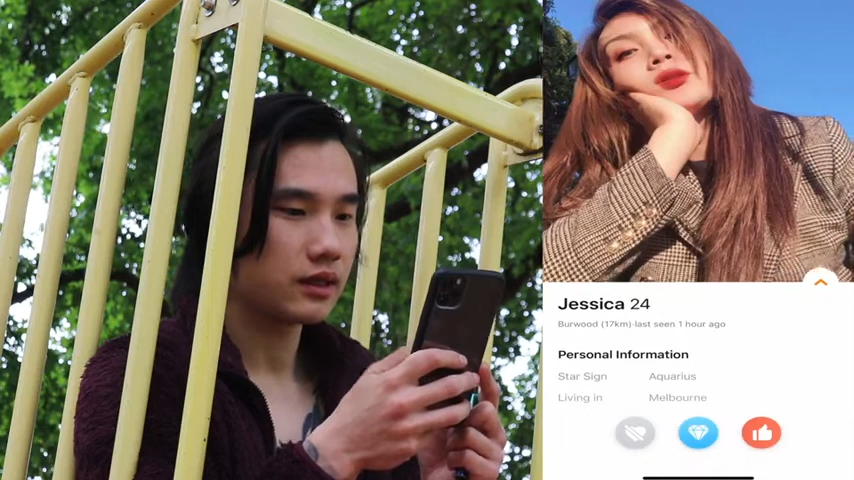 Jessica 24
Burwood (17km)·last seen 1 hour ago
Personal Information
Star Sign Aquarius
Living in Melbourne